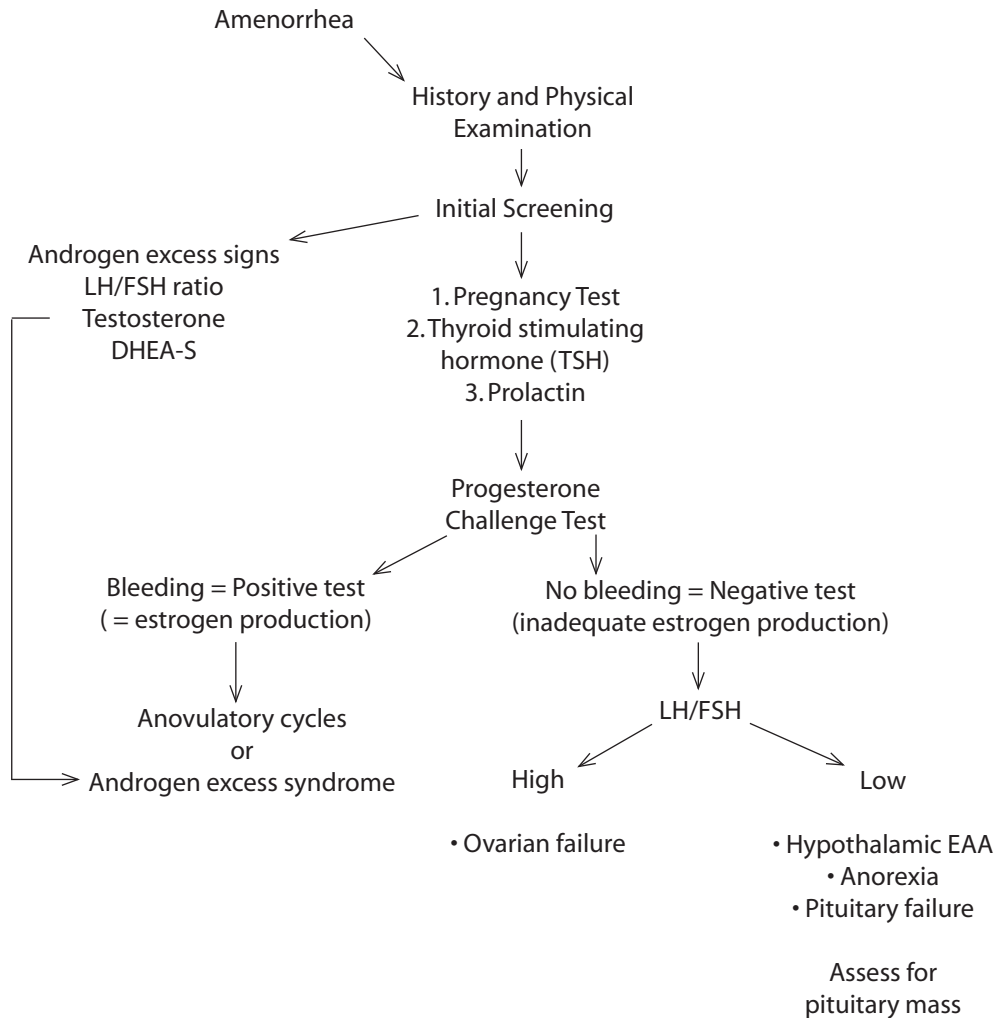 Amenorrhea
History and Physical
Examination
Initial Screening
Androgen excess signs
LH/FSH ratio
Testosterone
DHEA-S
1. Pregnancy Test
2. Thyroid stimulating
hormone (TSH)
3. Prolactin
Progesterone
Challenge Test
Bleeding = Positive test
( = estrogen production)
No bleeding = Negative test
(inadequate estrogen production)
Anovulatory cycles
or
Androgen excess syndrome
LH/FSH
High
Low
• Ovarian failure
• Hypothalamic EAA
• Anorexia
• Pituitary failure
Assess for
pituitary mass